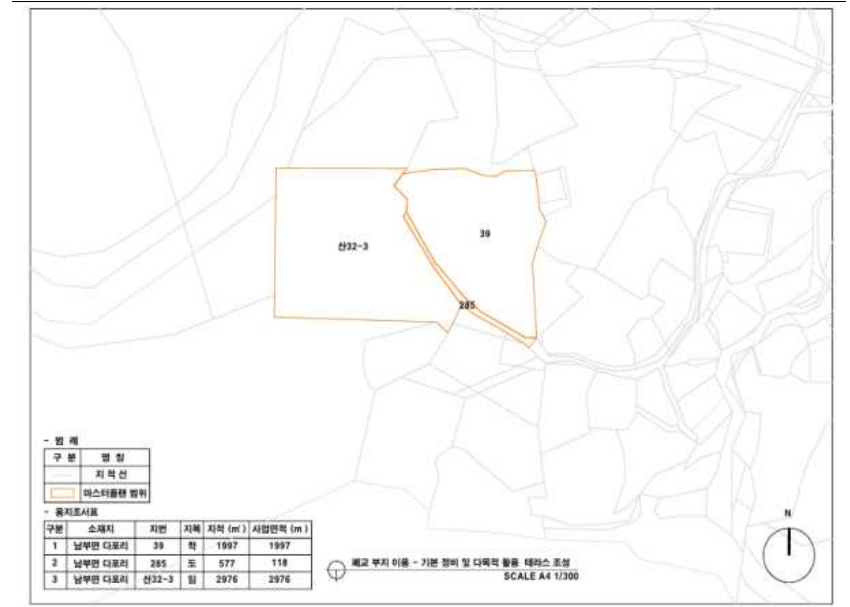 산32-3
39
285
- 범 례
구 분 명 칭
지 적 선
마스터플랜 범위
- 용지조서표
구분 소재지 지번 지목 지적 (㎡) 사업면적 (㎡)
1 남부면 다포리 39 학 1997 1997
2 남부면 다포리 285 도 577 118
3 남부면 다포리 산32-3 임 2976 2976
폐교 부지 이용 - 기본 정비 및 다목적 활용 테라스 조성
SCALE A4 1/300
N